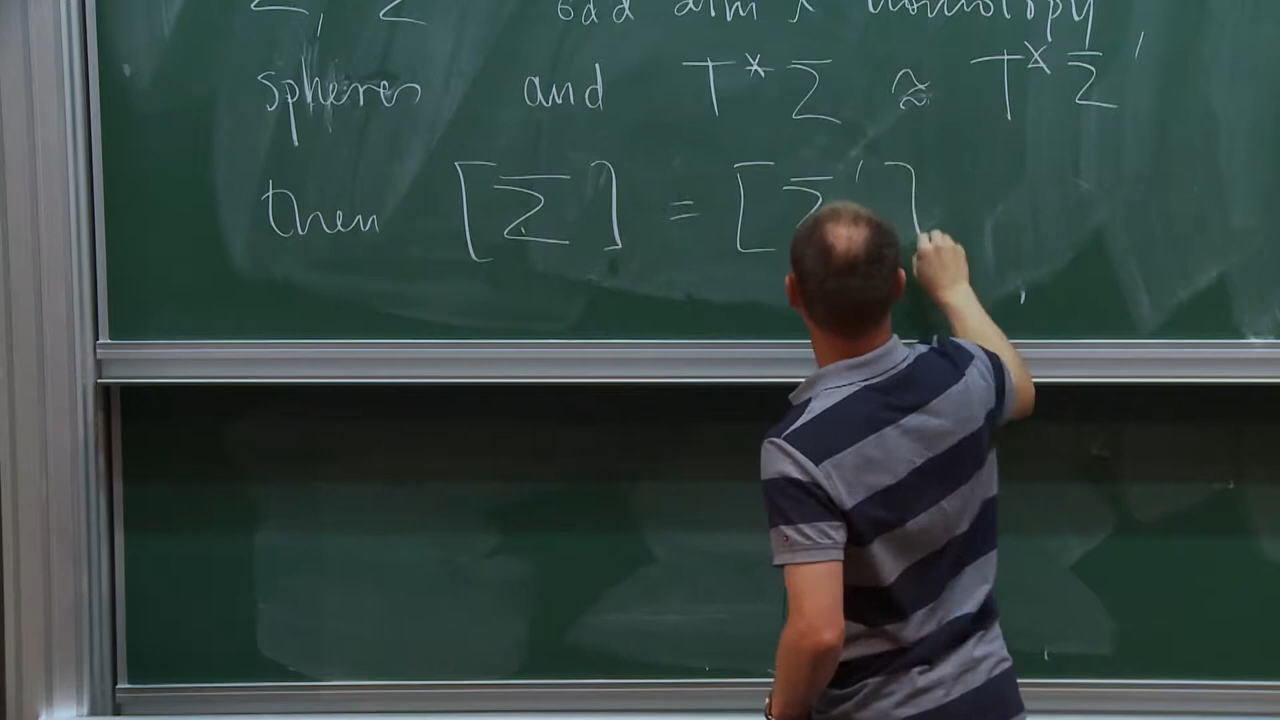 Σ, Σ' odd dim'l homotopy
spheres and T*Σ ≈ T*Σ'
then [Σ] = [Σ']